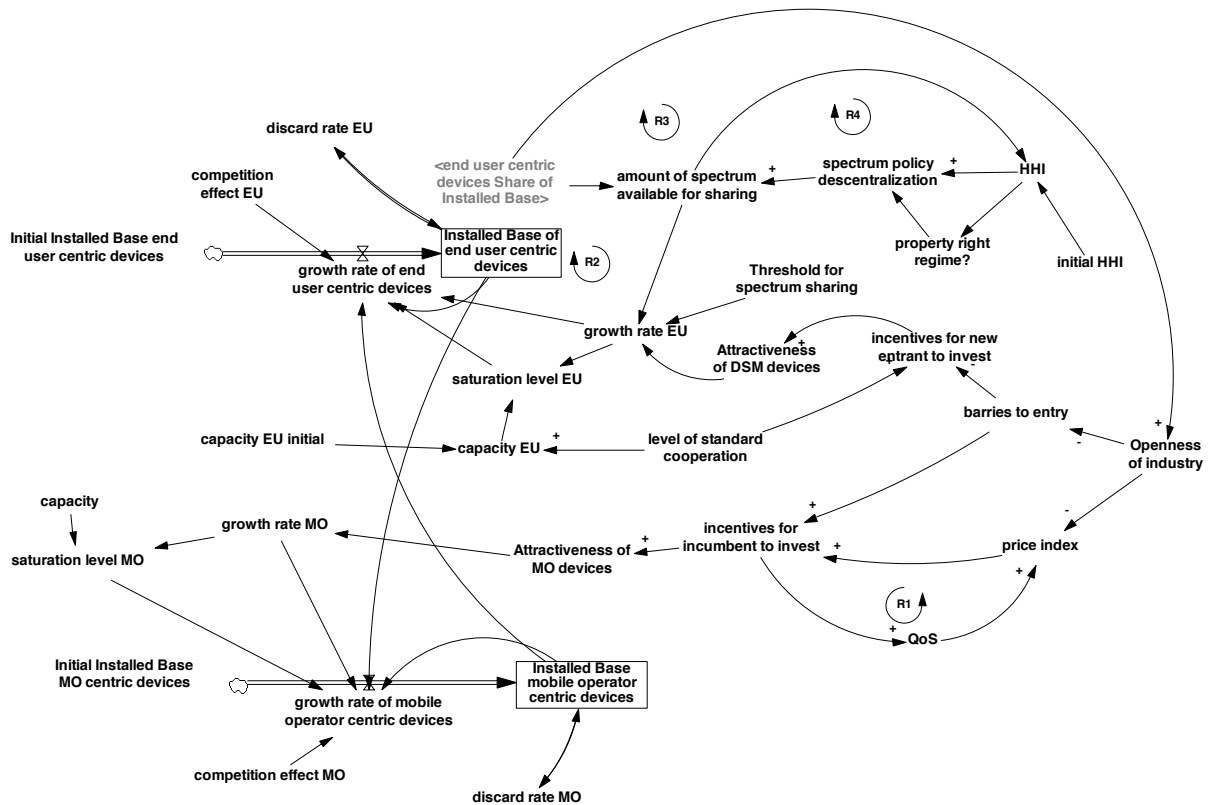 discard rate EU
R3
R4
<end user centric
devices Share of
Installed Base>
competition
effect EU
amount of spectrum
available for sharing
+
spectrum policy
descentralization
+
HHI
Initial Installed Base end
user centric devices
Installed Base of
end user centric
devices
R2
growth rate of end
user centric devices
property right
regime?
initial HHI
Threshold for
spectrum sharing
growth rate EU
Attractiveness
of DSM devices
+
incentives for new
entrant to invest
-
-
saturation level EU
barries to entry
capacity EU initial
capacity EU
+
level of standard
cooperation
+
-
Openness
of industry
capacity
growth rate MO
saturation level MO
Attractiveness of
MO devices
+
incentives for
incumbent to invest
+
+
-
price index
+
R1
+
QoS
Initial Installed Base
MO centric devices
Installed Base
mobile operator
centric devices
growth rate of mobile
operator centric devices
competition effect MO
discard rate MO